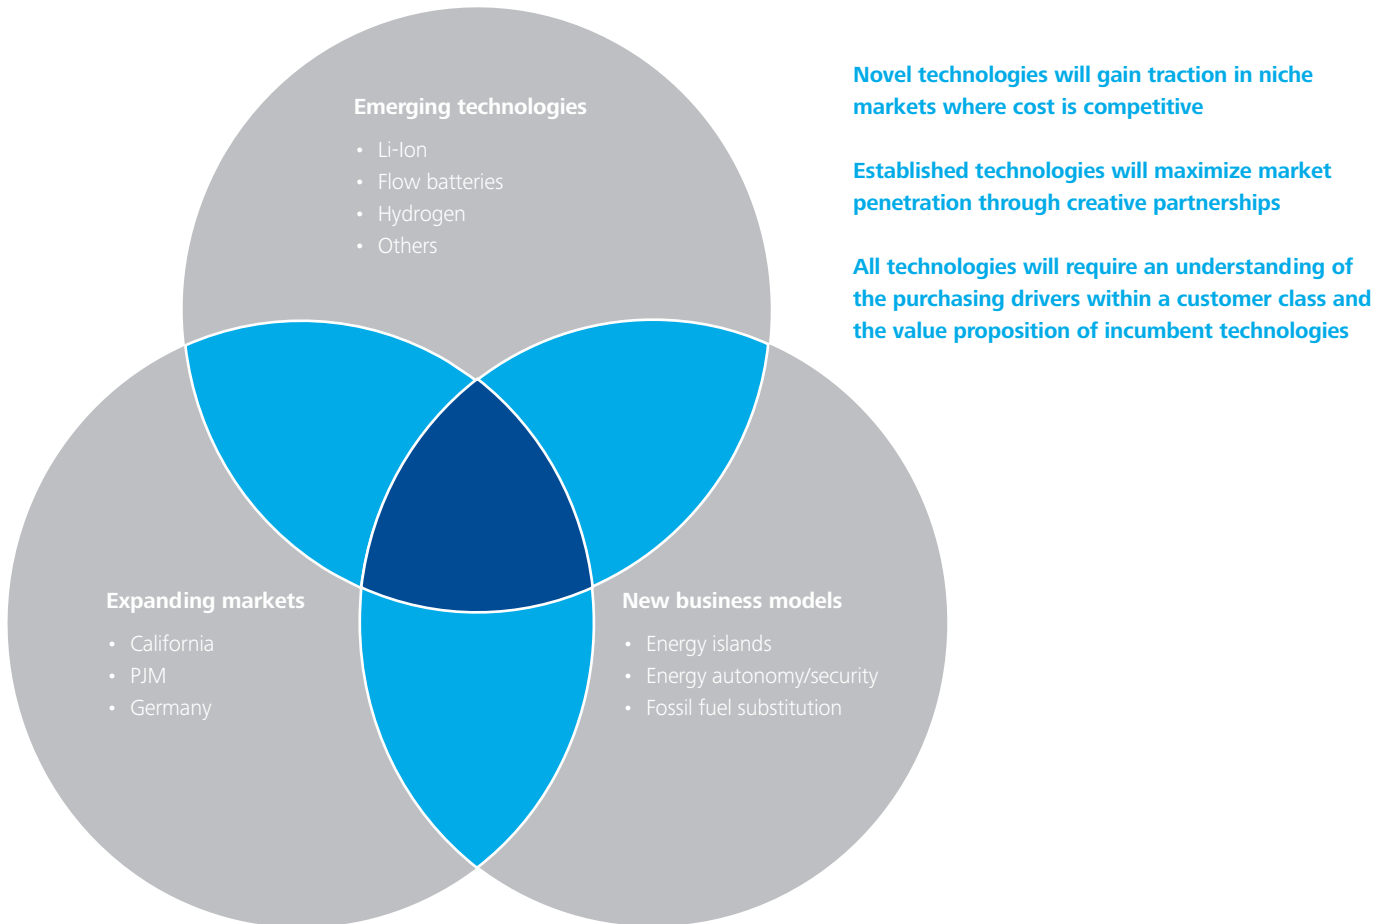 Emerging technologies
• Li-Ion
• Flow batteries
• Hydrogen
• Others
Novel technologies will gain traction in niche
markets where cost is competitive
Established technologies will maximize market
penetration through creative partnerships
All technologies will require an understanding of
the purchasing drivers within a customer class and
the value proposition of incumbent technologies
Expanding markets
• California
• PJM
• Germany
New business models
• Energy islands
• Energy autonomy/security
• Fossil fuel substitution